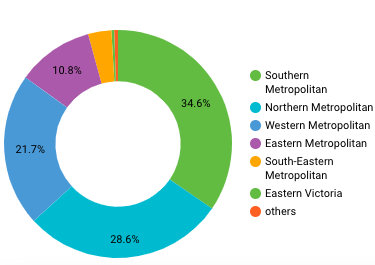 34.6%
28.6%
21.7%
10.8%
Southern
Metropolitan
Northern Metropolitan
Western Metropolitan
Eastern Metropolitan
South-Eastern
Metropolitan
Eastern Victoria
others